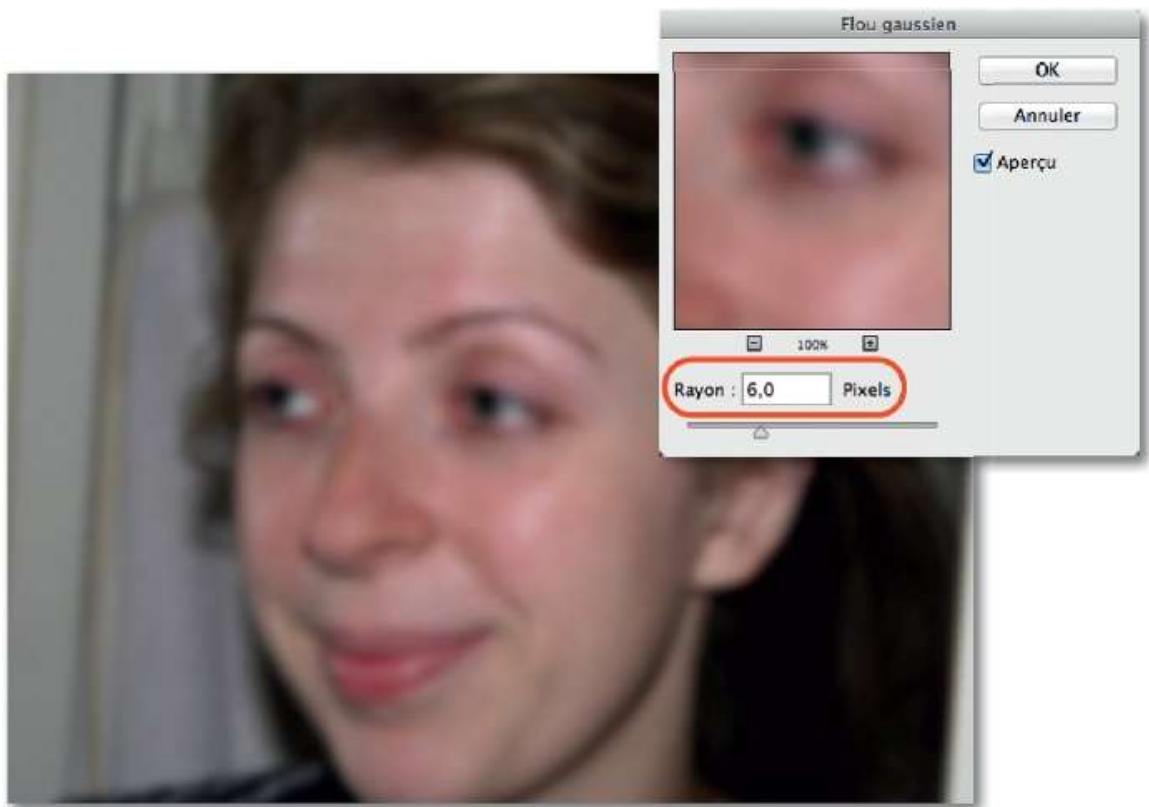 Flou gaussien
OK
Annuler
Aperçu
100%
Rayon : 6,0 Pixels